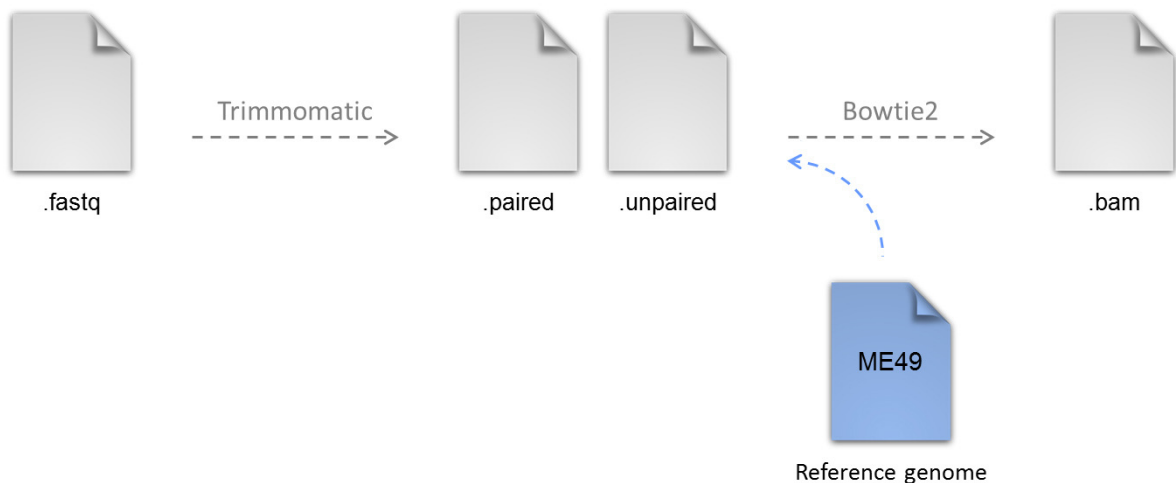 Trimmomatic
Bowtie2
.fastq
.paired
.unpaired
.bam
ME49
Reference genome